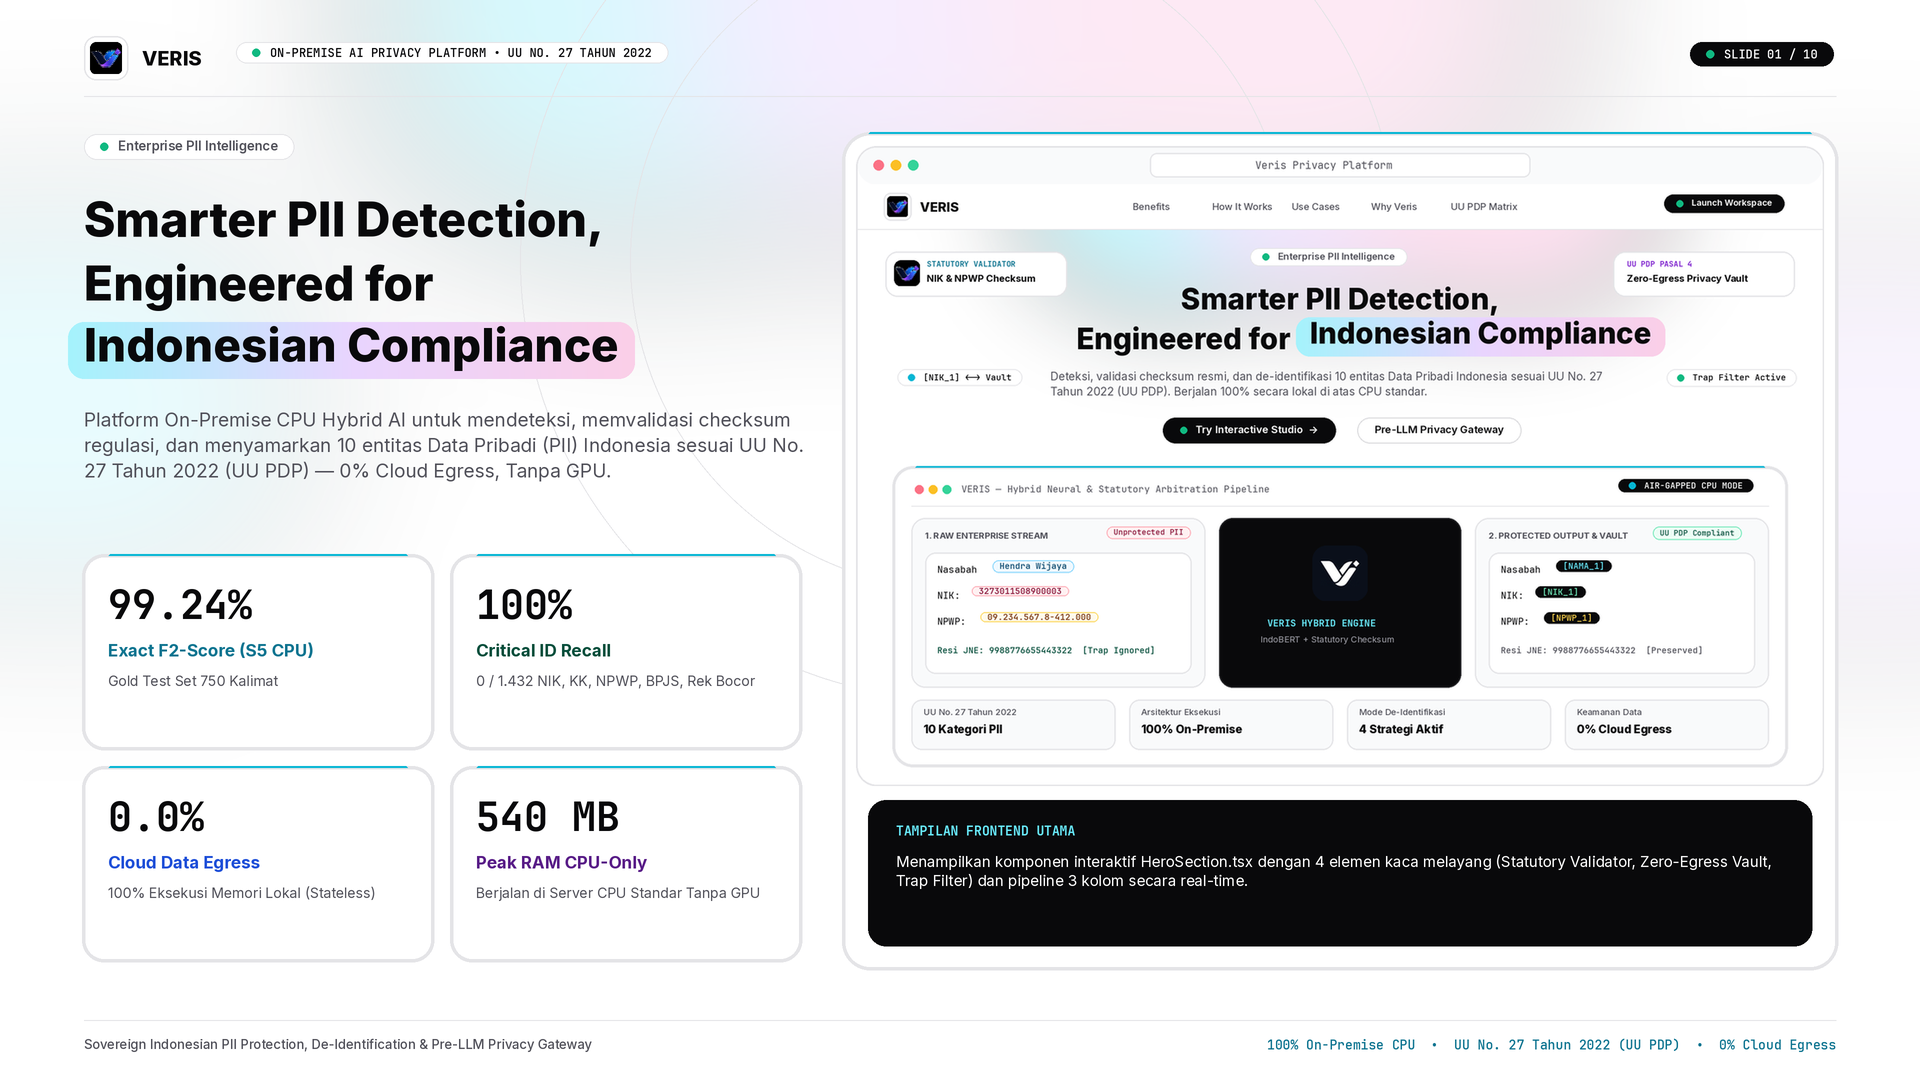 VERIS
ON-PREMISE AI PRIVACY PLATFORM • UU NO. 27 TAHUN 2022
SLIDE 01 / 10
Enterprise PII Intelligence
Smarter PII Detection,
Engineered for
Indonesian Compliance
Platform On-Premise CPU Hybrid AI untuk mendeteksi, memvalidasi checksum
regulasi, dan menyamarkan 10 entitas Data Pribadi (PII) Indonesia sesuai UU No.
27 Tahun 2022 (UU PDP) — 0% Cloud Egress, Tanpa GPU.
99.24%
Exact F2-Score (S5 CPU)
Gold Test Set 750 Kalimat
100%
Critical ID Recall
0 / 1.432 NIK, KK, NPWP, BPJS, Rek Bocor
0.0%
Cloud Data Egress
100% Eksekusi Memori Lokal (Stateless)
540 MB
Peak RAM CPU-Only
Berjalan di Server CPU Standar Tanpa GPU
Veris Privacy Platform
VERIS
Benefits How It Works Use Cases Why Veris UU PDP Matrix
Launch Workspace
STATUTORY VALIDATOR
NIK & NPWP Checksum
Enterprise PII Intelligence
UU PDP PASAL 4
Zero-Egress Privacy Vault
Smarter PII Detection,
Engineered for Indonesian Compliance
[NIK_1] <-> Vault
Deteksi, validasi checksum resmi, dan de-identifikasi 10 entitas Data Pribadi Indonesia sesuai UU No. 27
Tahun 2022 (UU PDP). Berjalan 100% secara lokal di atas CPU standar.
Trap Filter Active
Try Interactive Studio →
Pre-LLM Privacy Gateway
VERIS — Hybrid Neural & Statutory Arbitration Pipeline
AIR-GAPPED CPU MODE
1. RAW ENTERPRISE STREAM
Unprotected PII
Nasabah Hendra Wijaya
NIK: 3273011508900003
NPWP: 09.234.567.8-412.000
Resi JNE: 9988776655443322 [Trap Ignored]
VERIS HYBRID ENGINE
IndoBERT + Statutory Checksum
2. PROTECTED OUTPUT & VAULT
UU PDP Compliant
Nasabah [NAMA_1]
NIK: [NIK_1]
NPWP: [NPWP_1]
Resi JNE: 9988776655443322 [Preserved]
UU No. 27 Tahun 2022
10 Kategori PII
Arsitektur Eksekusi
100% On-Premise
Mode De-Identifikasi
4 Strategi Aktif
Keamanan Data
0% Cloud Egress
TAMPILAN FRONTEND UTAMA
Menampilkan komponen interaktif HeroSection.tsx dengan 4 elemen kaca melayang (Statutory Validator, Zero-Egress Vault,
Trap Filter) dan pipeline 3 kolom secara real-time.
Sovereign Indonesian PII Protection, De-Identification & Pre-LLM Privacy Gateway
100% On-Premise CPU • UU No. 27 Tahun 2022 (UU PDP) • 0% Cloud Egress